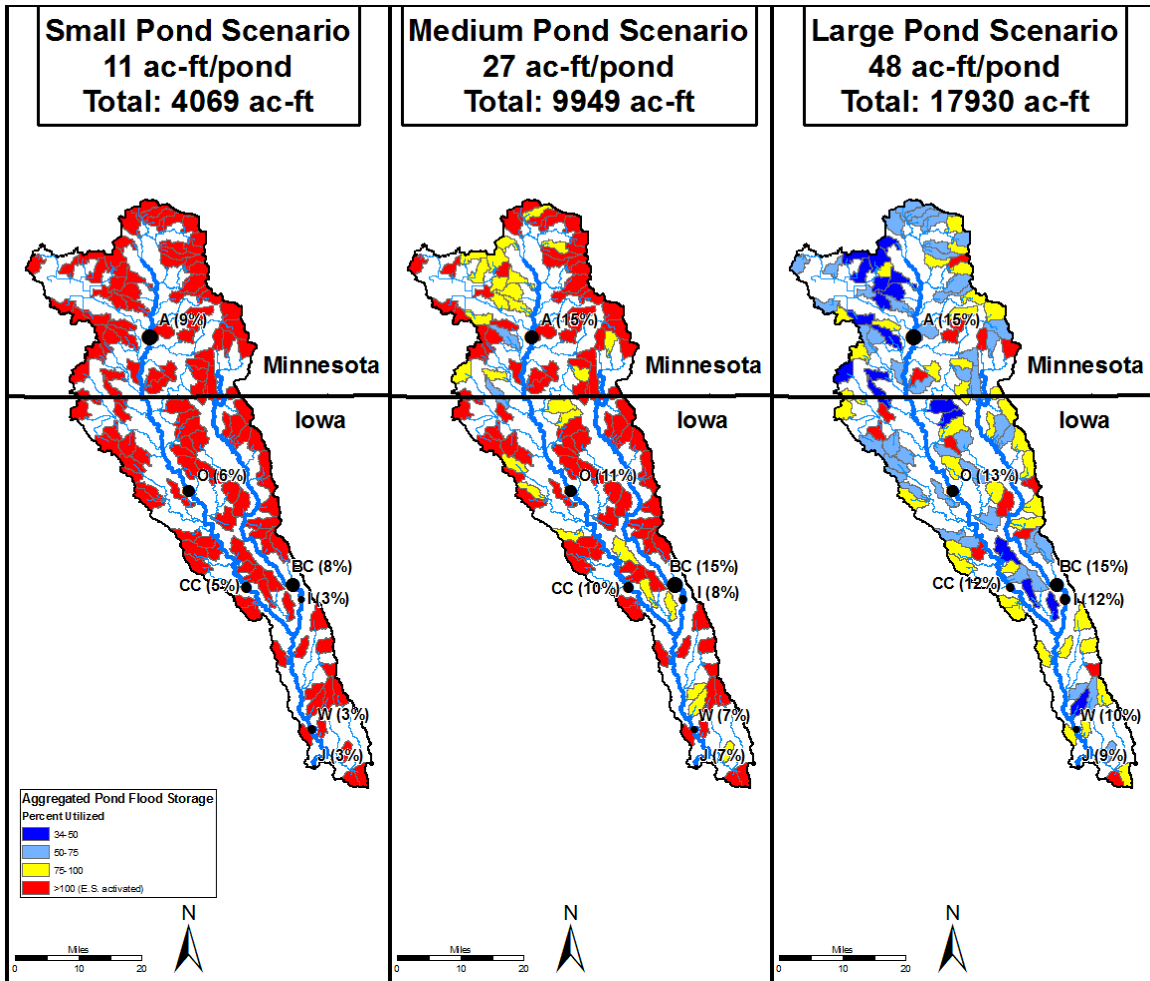 Small Pond Scenario
11 ac-ft/pond
Total: 4069 ac-ft
A (9%)
Minnesota
Iowa
O (6%)
BC (8%)
CC (5%)
I (3%)
W (3%)
J (3%)
Aggregated Pond Flood Storage
Percent Utilized
34-50
50-75
75-100
>100 (E.S. activated)
N
Miles
0 10 20
Medium Pond Scenario
27 ac-ft/pond
Total: 9949 ac-ft
A (15%)
Minnesota
Iowa
O (11%)
BC (15%)
CC (10%)
I (8%)
W (7%)
J (7%)
N
Miles
0 10 20
Large Pond Scenario
48 ac-ft/pond
Total: 17930 ac-ft
A (15%)
Minnesota
Iowa
O (13%)
BC (15%)
CC (12%)
I (12%)
W (10%)
J (9%)
N
Miles
0 10 20